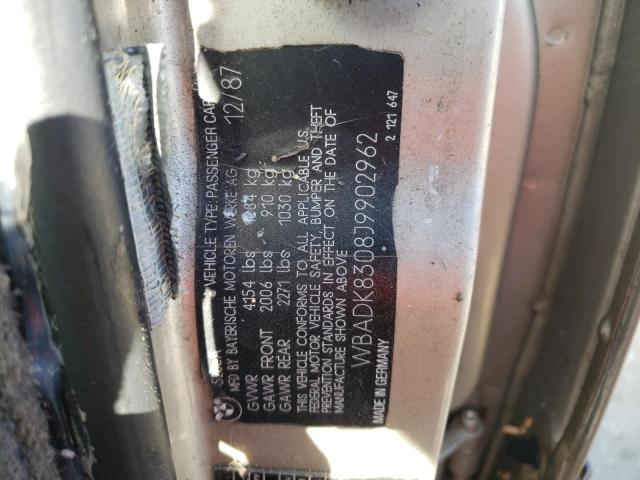 VEHICLE TYPE: PASSENGER CAR
MFD BY BAYERISCHE MOTOREN WERKE AG 12/87
GVWR 4154 lbs kg
GAWR FRONT 2006 lbs 910 kg
GAWR REAR 2271 lbs 1030 kg
THIS VEHICLE CONFORMS TO ALL APPLICABLE U.S.
FEDERAL MOTOR VEHICLE SAFETY, BUMPER AND THEFT
PREVENTION STANDARDS IN EFFECT ON THE DATE OF
MANUFACTURE SHOWN ABOVE
WBADK8308J9902962
MADE IN GERMANY 2 121 647